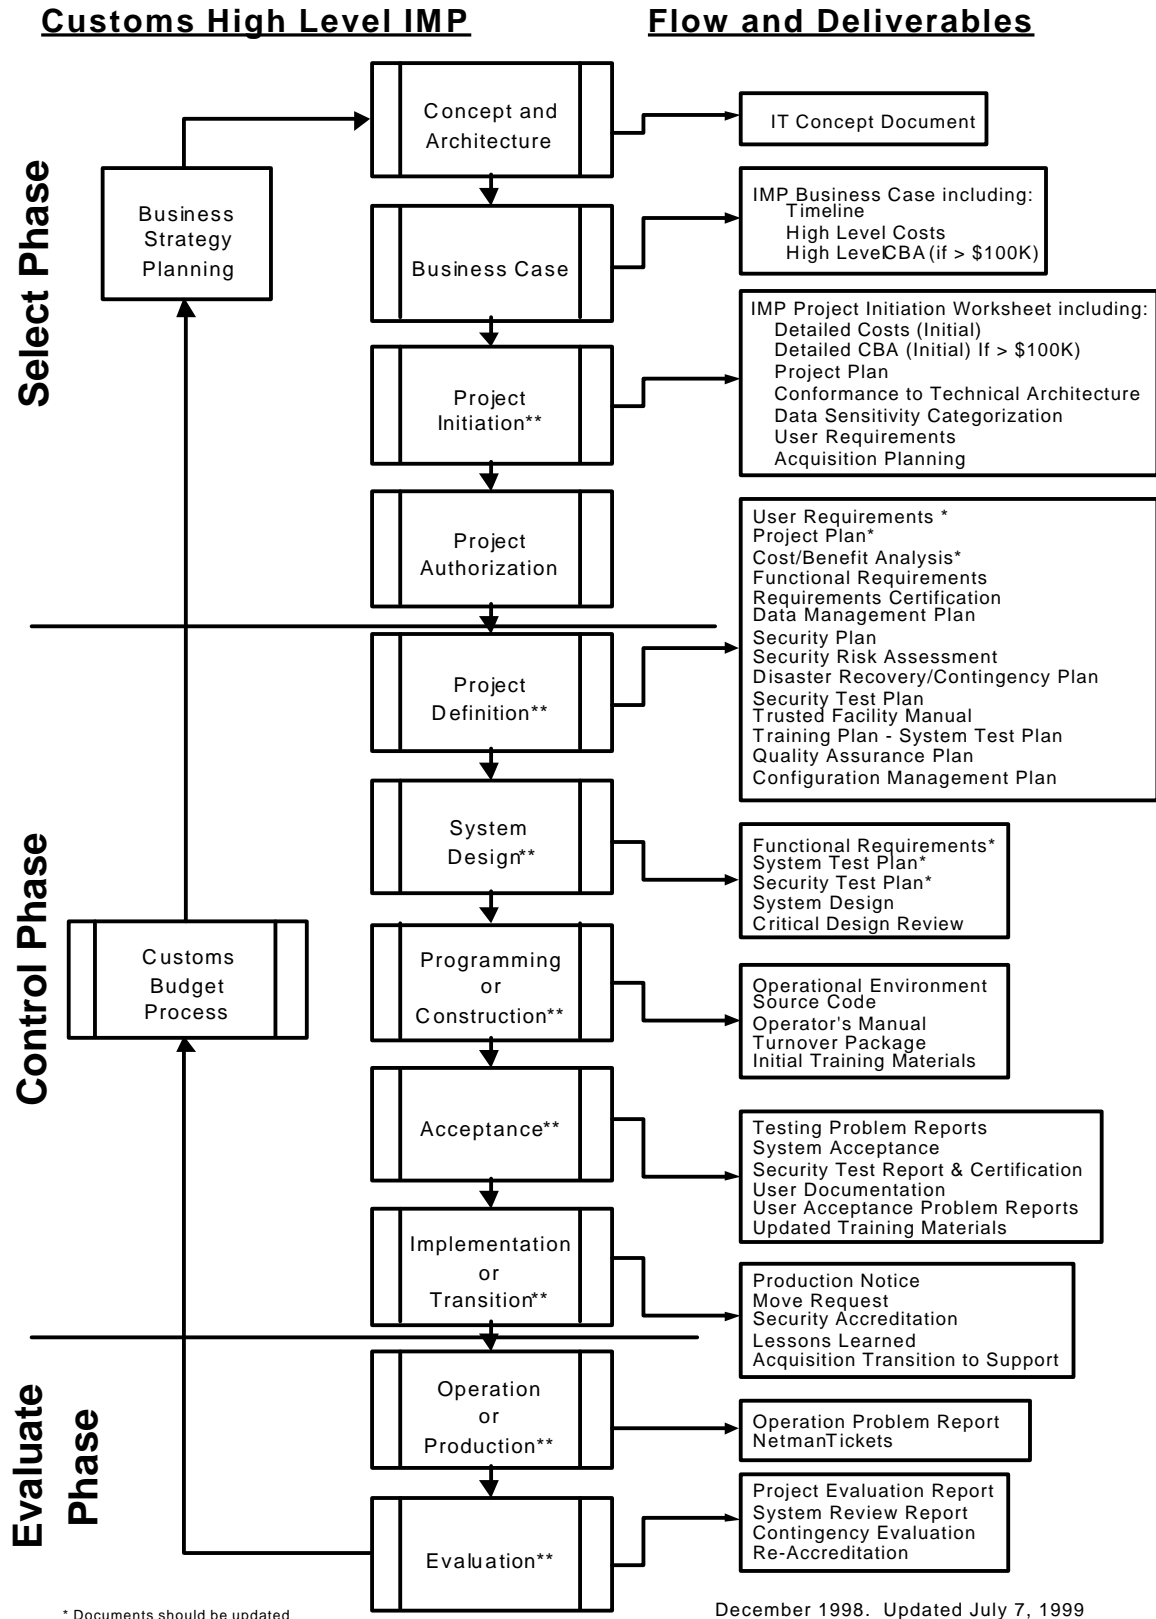 Customs High Level IMP
Flow and Deliverables
Select Phase
Business
Strategy
Planning
Concept and
Architecture
IT Concept Document
Business Case
IMP Business Case including:
Timeline
High Level Costs
High Level CBA (if > $100K)
Project
Initiation**
IMP Project Initiation Worksheet including:
Detailed Costs (Initial)
Detailed CBA (Initial) If > $100K)
Project Plan
Conformance to Technical Architecture
Data Sensitivity Categorization
User Requirements
Acquisition Planning
Project
Authorization
Control Phase
Customs
Budget
Process
Project
Definition**
User Requirements *
Project Plan*
Cost/Benefit Analysis*
Functional Requirements
Requirements Certification
Data Management Plan
Security Plan
Security Risk Assessment
Disaster Recovery/Contingency Plan
Security Test Plan
Trusted Facility Manual
Training Plan - System Test Plan
Quality Assurance Plan
Configuration Management Plan
System
Design**
Functional Requirements*
System Test Plan*
Security Test Plan*
System Design
Critical Design Review
Programming
or
Construction**
Operational Environment
Source Code
Operator's Manual
Turnover Package
Initial Training Materials
Acceptance**
Testing Problem Reports
System Acceptance
Security Test Report & Certification
User Documentation
User Acceptance Problem Reports
Updated Training Materials
Implementation
or
Transition**
Production Notice
Move Request
Security Accreditation
Lessons Learned
Acquisition Transition to Support
Evaluate
Phase
Operation
or
Production**
Operation Problem Report
NetmanTickets
Evaluation**
Project Evaluation Report
System Review Report
Contingency Evaluation
Re-Accreditation
* Documents should be updated
December 1998. Updated July 7, 1999